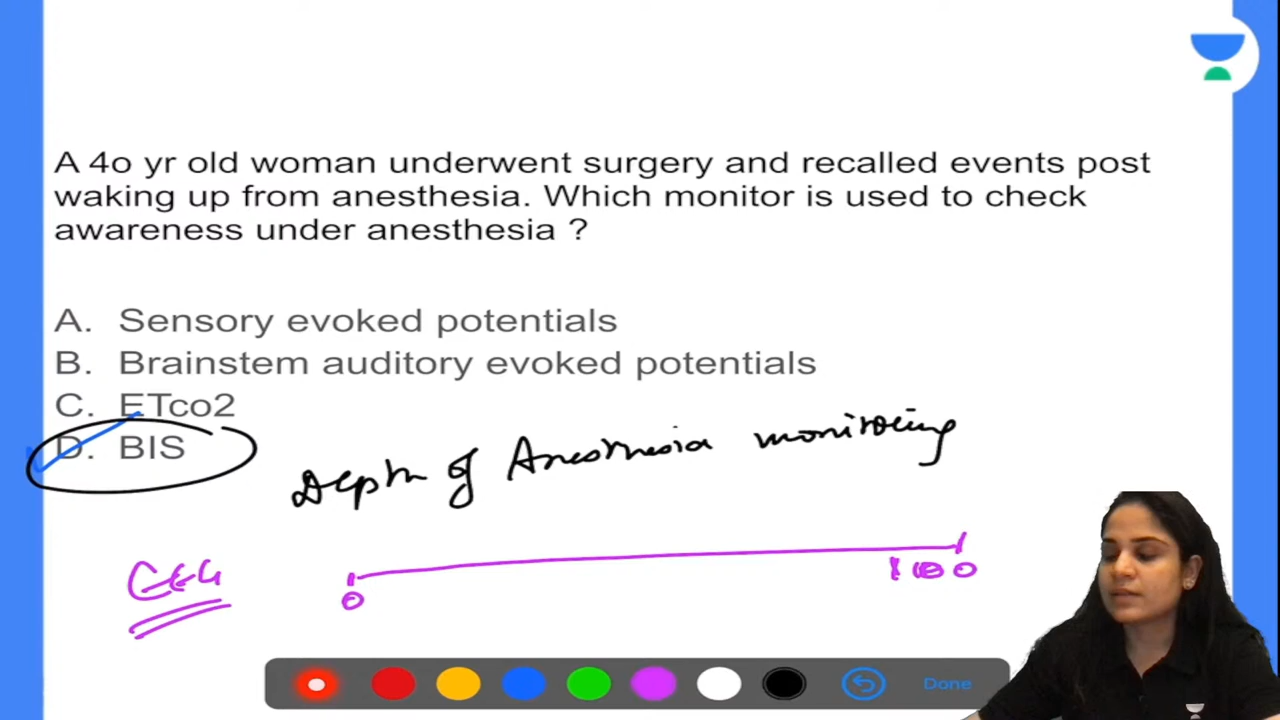 A 4o yr old woman underwent surgery and recalled events post
waking up from anesthesia. Which monitor is used to check
awareness under anesthesia ?
A. Sensory evoked potentials
B. Brainstem auditory evoked potentials
C. ETco2
D. BIS
Depth of Anesthesia monitoring
EEG
0
100
Done